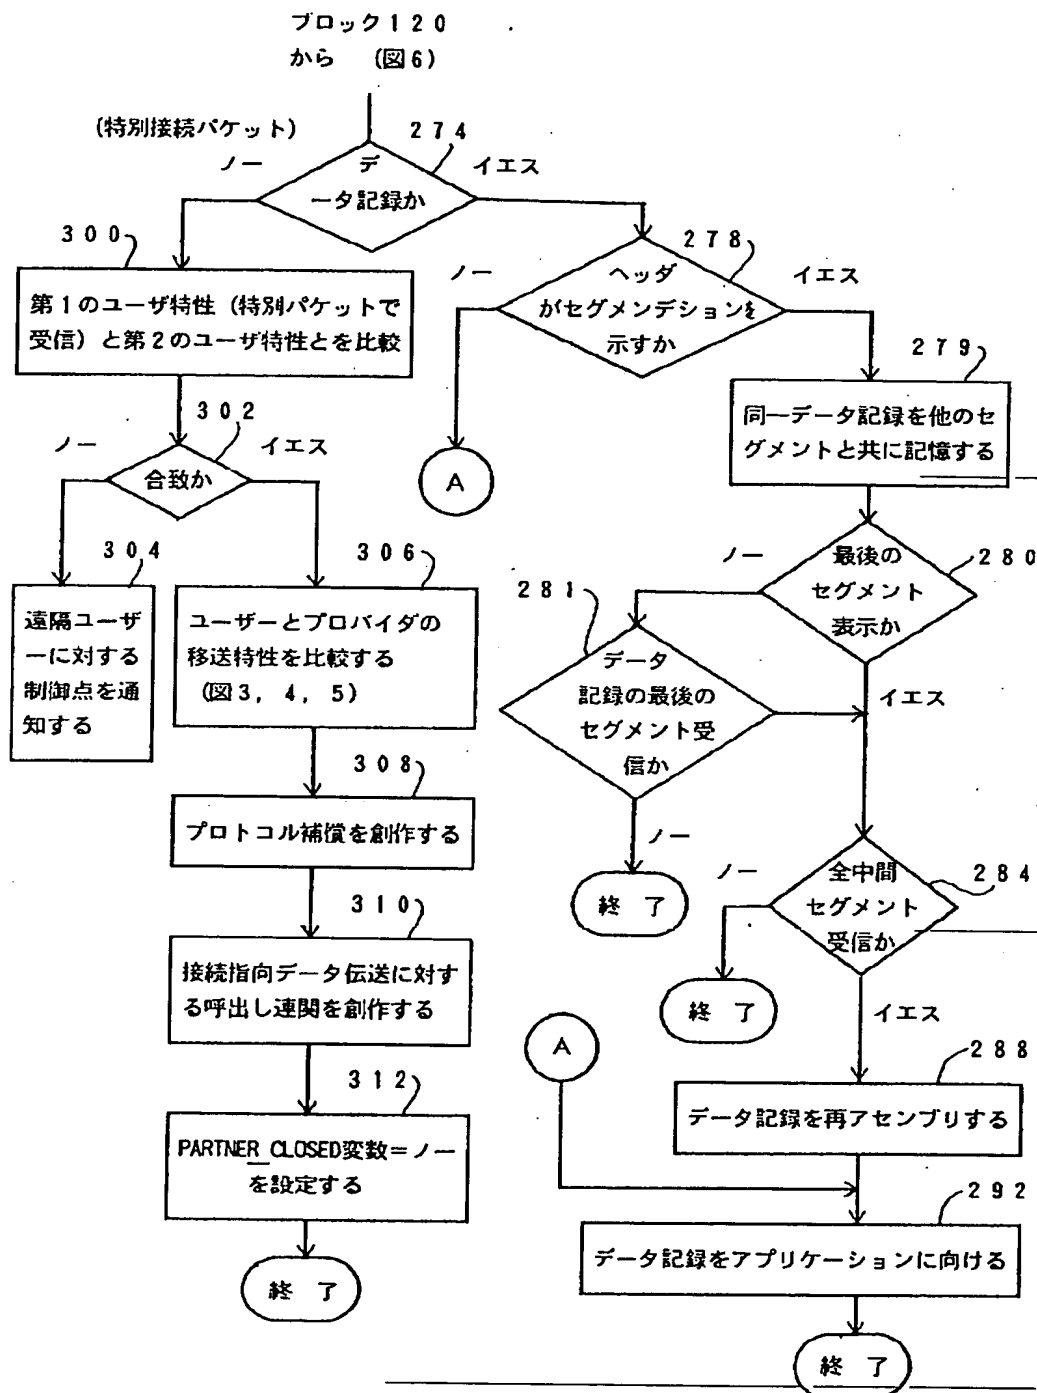 ブロック120
から (図6)
(特別接続パケット)
274
ノー
イエス
デ
ータ記録か
300
第1のユーザ特性(特別パケットで
受信)と第2のユーザ特性とを比較
302
ノー
イエス
合致か
304
遠隔ユーザ
ーに対する
制御点を通
知する
306
ユーザーとプロバイダの
移送特性を比較する
(図3, 4, 5)
308
プロトコル補償を創作する
310
接続指向データ伝送に対す
る呼出し連関を創作する
312
PARTNER_CLOSED変数=ノー
を設定する
終了
278
ノー
イエス
ヘッダ
がセグメンデションを
示すか
A
279
同一データ記録を他のセ
グメントと共に記憶する
280
ノー
最後の
セグメント
表示か
イエス
281
データ
記録の最後の
セグメント受
信か
ノー
終了
284
ノー
全中間
セグメント
受信か
終了
イエス
A
288
データ記録を再アセンブリする
292
データ記録をアプリケーションに向ける
終了